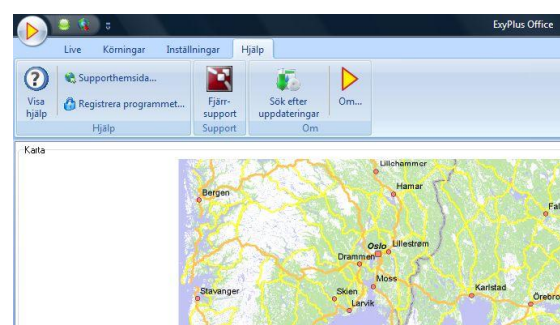 ExyPlus Office
Live Körningar Inställningar Hjälp
Supporthemsida...
Registrera programmet...
Visa
hjälp
Fjärr-
support
Sök efter
uppdateringar
Om...
Hjälp Support Om
Karta
Lillehammer
Hamar
Bergen
Fal
Oslo Lillestrøm
Drammen
Moss
Stavanger
Skien
Karlstad
Örebro
Larvik